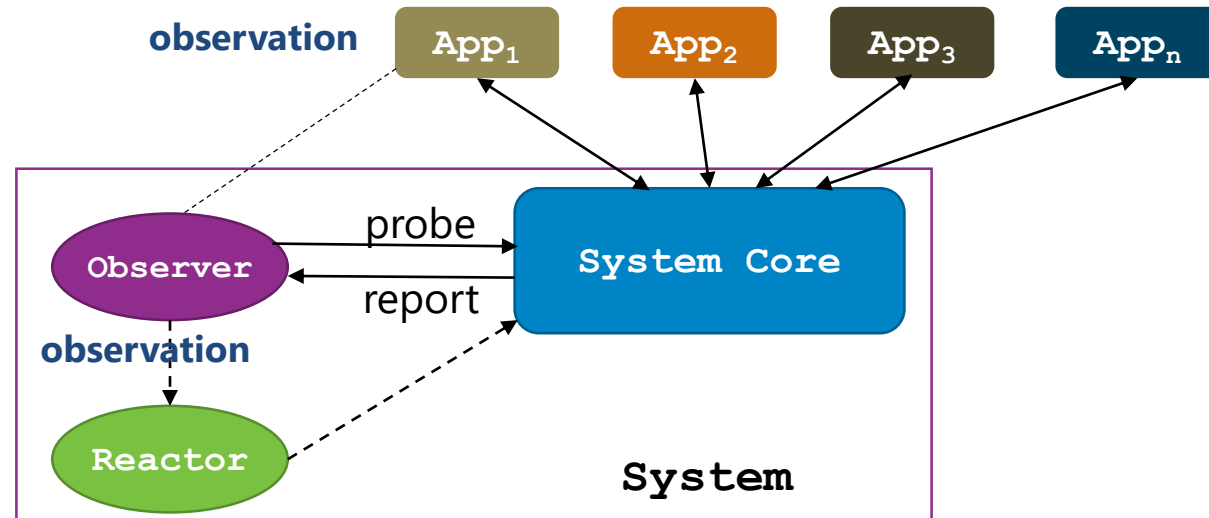 observation
App₁
App₂
App₃
Appₙ
probe
Observer
System Core
report
observation
Reactor
System